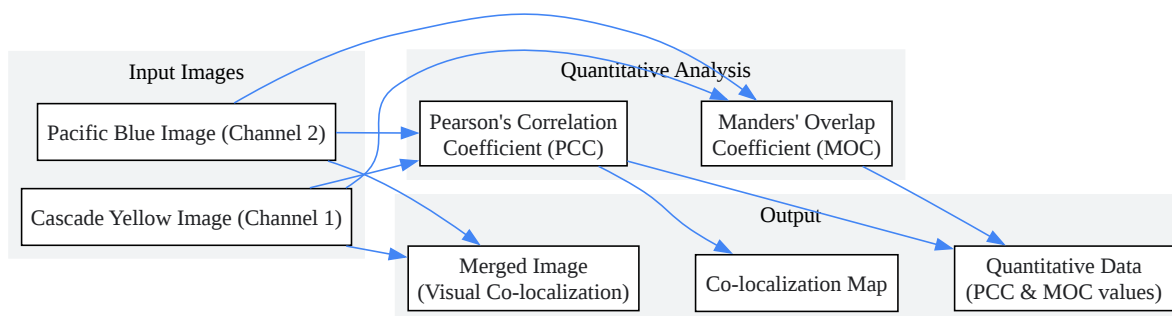 Input Images
Pacific Blue Image (Channel 2)
Cascade Yellow Image (Channel 1)
Quantitative Analysis
Pearson's Correlation
Coefficient (PCC)
Manders' Overlap
Coefficient (MOC)
Output
Merged Image
(Visual Co-localization)
Co-localization Map
Quantitative Data
(PCC & MOC values)